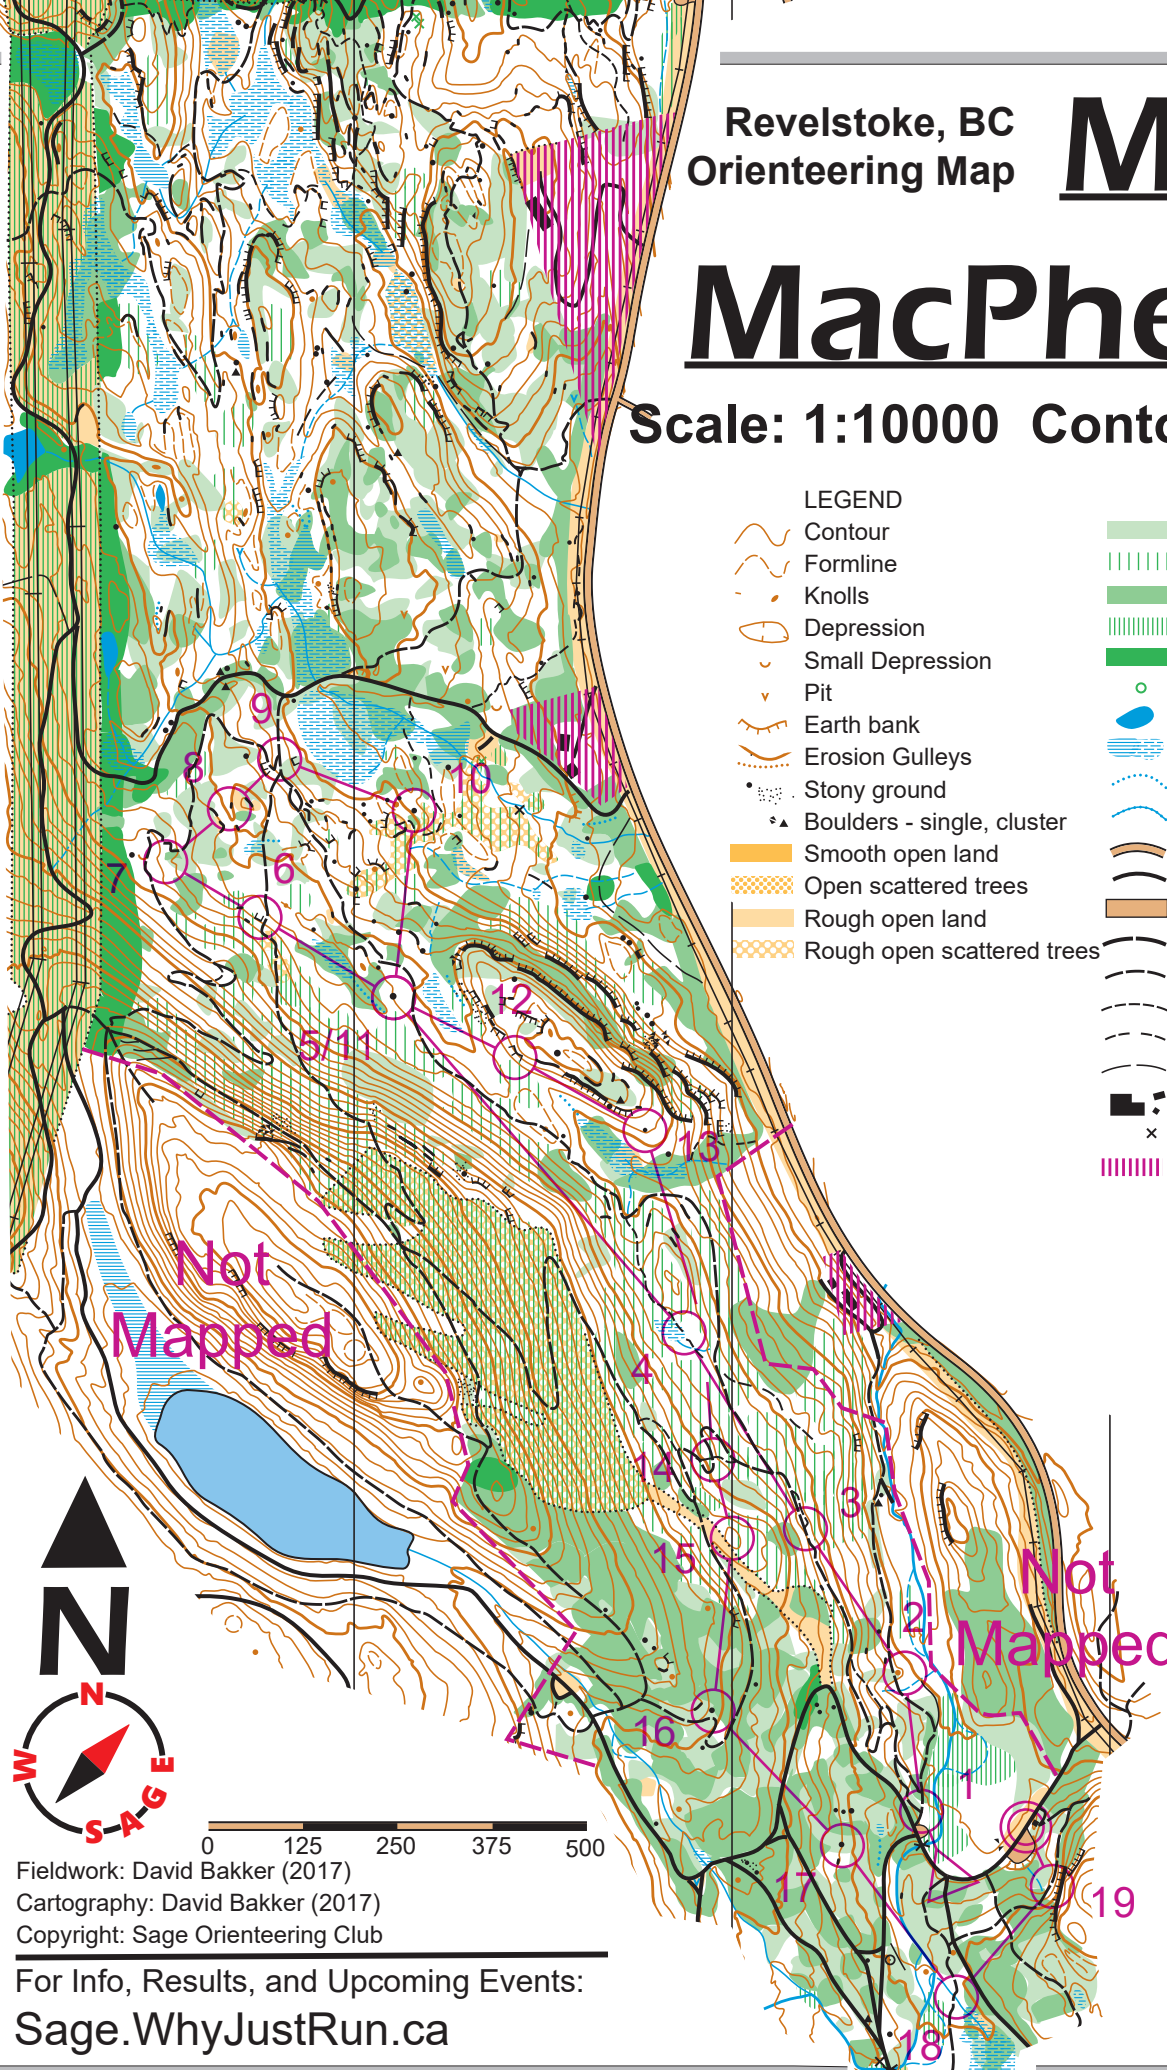 Revelstoke, BC
Orienteering Map
M
MacPhe
Scale: 1:10000 Conto
LEGEND
Contour
Formline
Knolls
Depression
Small Depression
Pit
Earth bank
Erosion Gulleys
Stony ground
Boulders - single, cluster
Smooth open land
Open scattered trees
Rough open land
Rough open scattered trees
9
8
10
6
7
12
5/11
13
Not
Mapped
4
14
3
15
Not
Mapped
2
16
1
17
19
18
N
N
W
S A G E
0 125 250 375 500
Fieldwork: David Bakker (2017)
Cartography: David Bakker (2017)
Copyright: Sage Orienteering Club
For Info, Results, and Upcoming Events:
Sage.WhyJustRun.ca